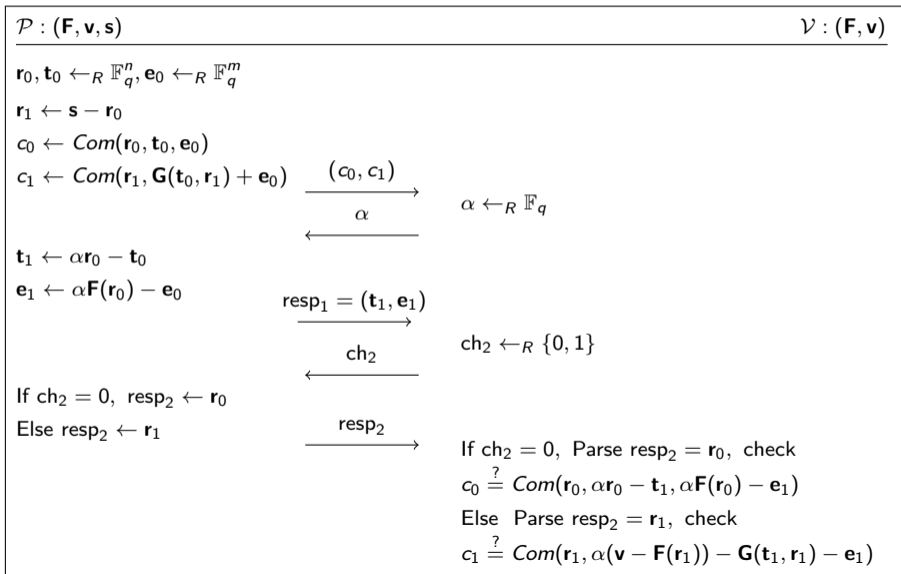 𝒫 : (F, v, s) 𝒱 : (F, v)
r₀, t₀ ←_R 𝔽_q^n, e₀ ←_R 𝔽_q^m
r₁ ← s − r₀
c₀ ← Com(r₀, t₀, e₀)
c₁ ← Com(r₁, G(t₀, r₁) + e₀) (c₀, c₁)
α ←_R 𝔽_q
α
t₁ ← αr₀ − t₀
e₁ ← αF(r₀) − e₀
resp₁ = (t₁, e₁)
ch₂ ←_R {0, 1}
ch₂
If ch₂ = 0, resp₂ ← r₀
Else resp₂ ← r₁ resp₂
If ch₂ = 0, Parse resp₂ = r₀, check
c₀ ≟ Com(r₀, αr₀ − t₁, αF(r₀) − e₁)
Else Parse resp₂ = r₁, check
c₁ ≟ Com(r₁, α(v − F(r₁)) − G(t₁, r₁) − e₁)